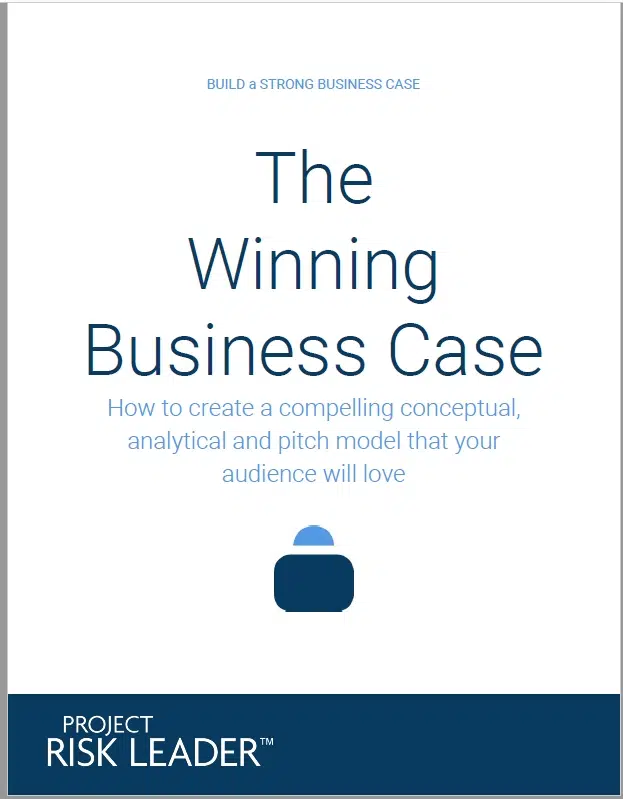 BUILD a STRONG BUSINESS CASE
The
Winning
Business Case
How to create a compelling conceptual,
analytical and pitch model that your
audience will love
PROJECT
RISK LEADER™